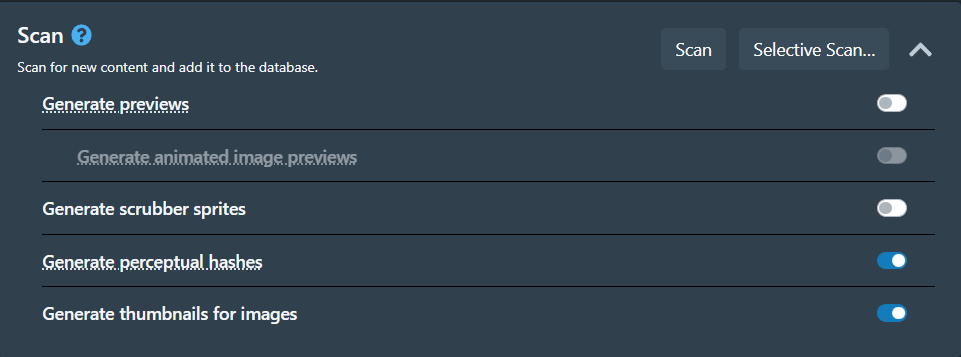 Scan ?
Scan Selective Scan...
Scan for new content and add it to the database.
Generate previews
Generate animated image previews
Generate scrubber sprites
Generate perceptual hashes
Generate thumbnails for images